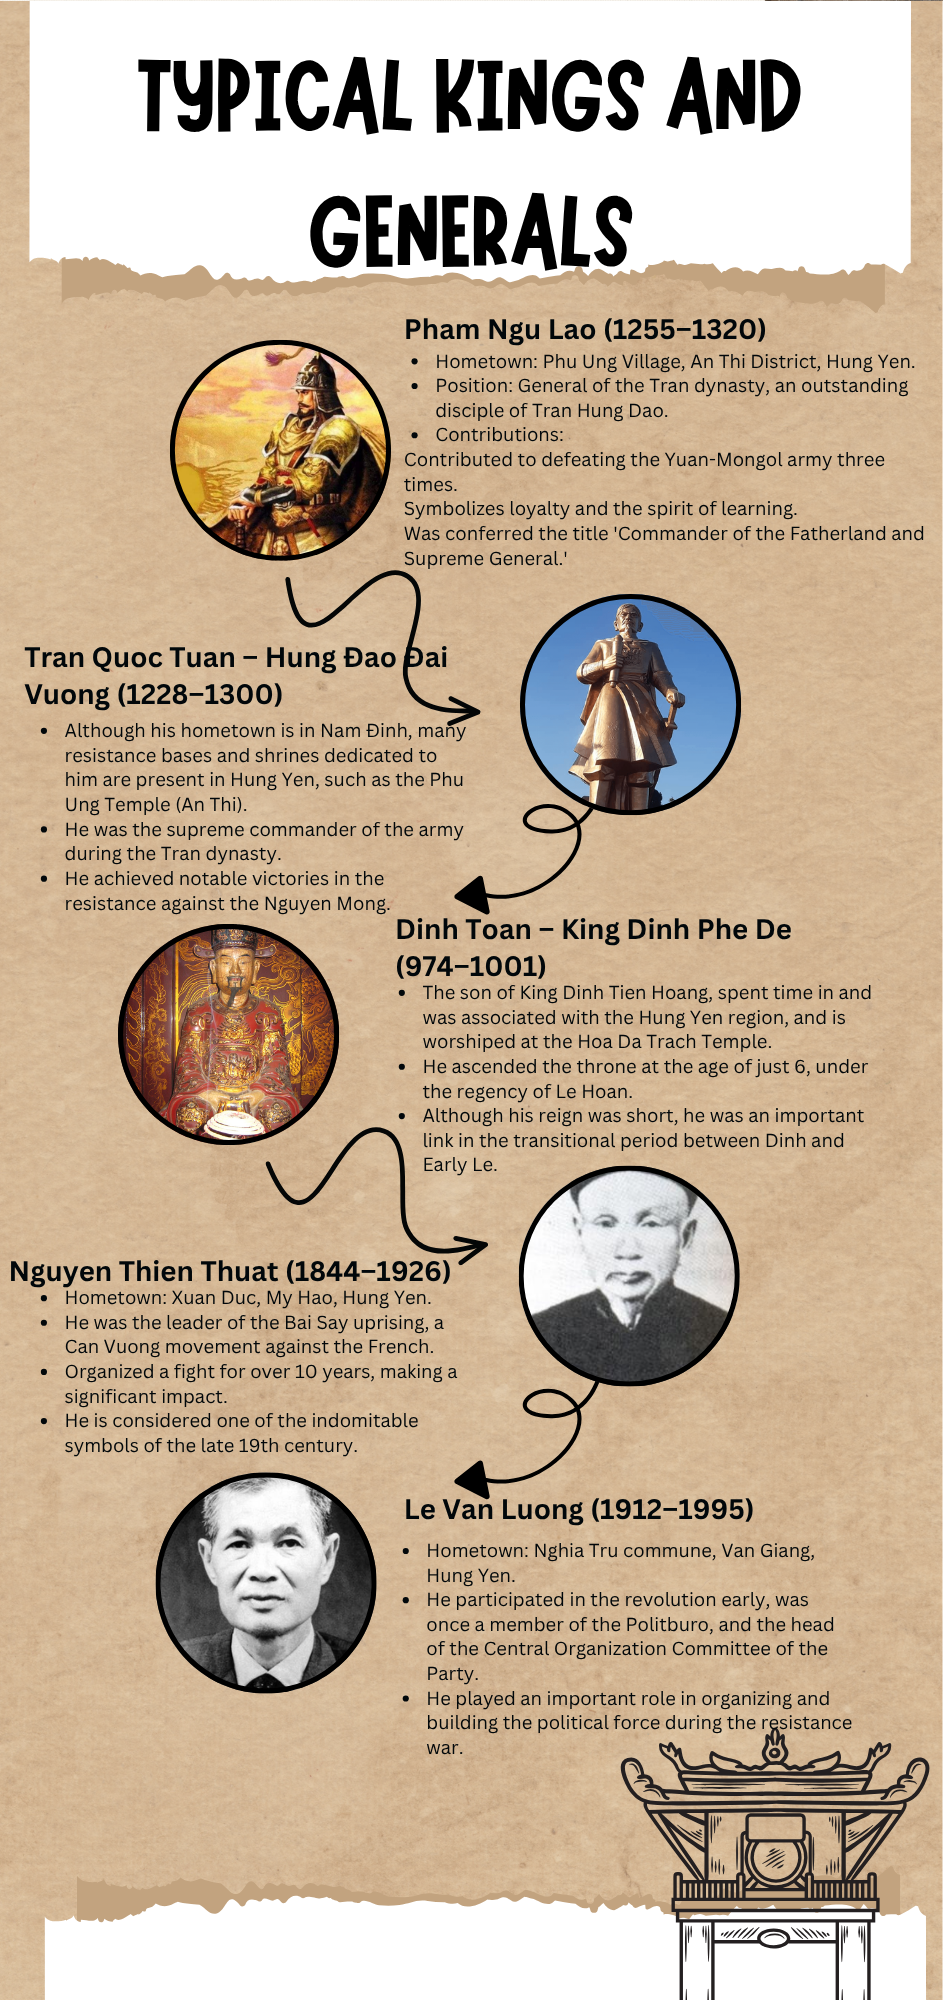 TYPICAL KINGS AND
GENERALS
Pham Ngu Lao (1255–1320)
• Hometown: Phu Ung Village, An Thi District, Hung Yen.
• Position: General of the Tran dynasty, an outstanding
disciple of Tran Hung Dao.
• Contributions:
Contributed to defeating the Yuan-Mongol army three
times.
Symbolizes loyalty and the spirit of learning.
Was conferred the title 'Commander of the Fatherland and
Supreme General.'
Tran Quoc Tuan – Hung Đao Đai
Vuong (1228–1300)
• Although his hometown is in Nam Đinh, many
resistance bases and shrines dedicated to
him are present in Hung Yen, such as the Phu
Ung Temple (An Thi).
• He was the supreme commander of the army
during the Tran dynasty.
• He achieved notable victories in the
resistance against the Nguyen Mong.
Dinh Toan – King Dinh Phe De
(974–1001)
• The son of King Dinh Tien Hoang, spent time in and
was associated with the Hung Yen region, and is
worshiped at the Hoa Da Trach Temple.
• He ascended the throne at the age of just 6, under
the regency of Le Hoan.
• Although his reign was short, he was an important
link in the transitional period between Dinh and
Early Le.
Nguyen Thien Thuat (1844–1926)
• Hometown: Xuan Duc, My Hao, Hung Yen.
• He was the leader of the Bai Say uprising, a
Can Vuong movement against the French.
• Organized a fight for over 10 years, making a
significant impact.
• He is considered one of the indomitable
symbols of the late 19th century.
Le Van Luong (1912–1995)
• Hometown: Nghia Tru commune, Van Giang,
Hung Yen.
• He participated in the revolution early, was
once a member of the Politburo, and the head
of the Central Organization Committee of the
Party.
• He played an important role in organizing and
building the political force during the resistance
war.